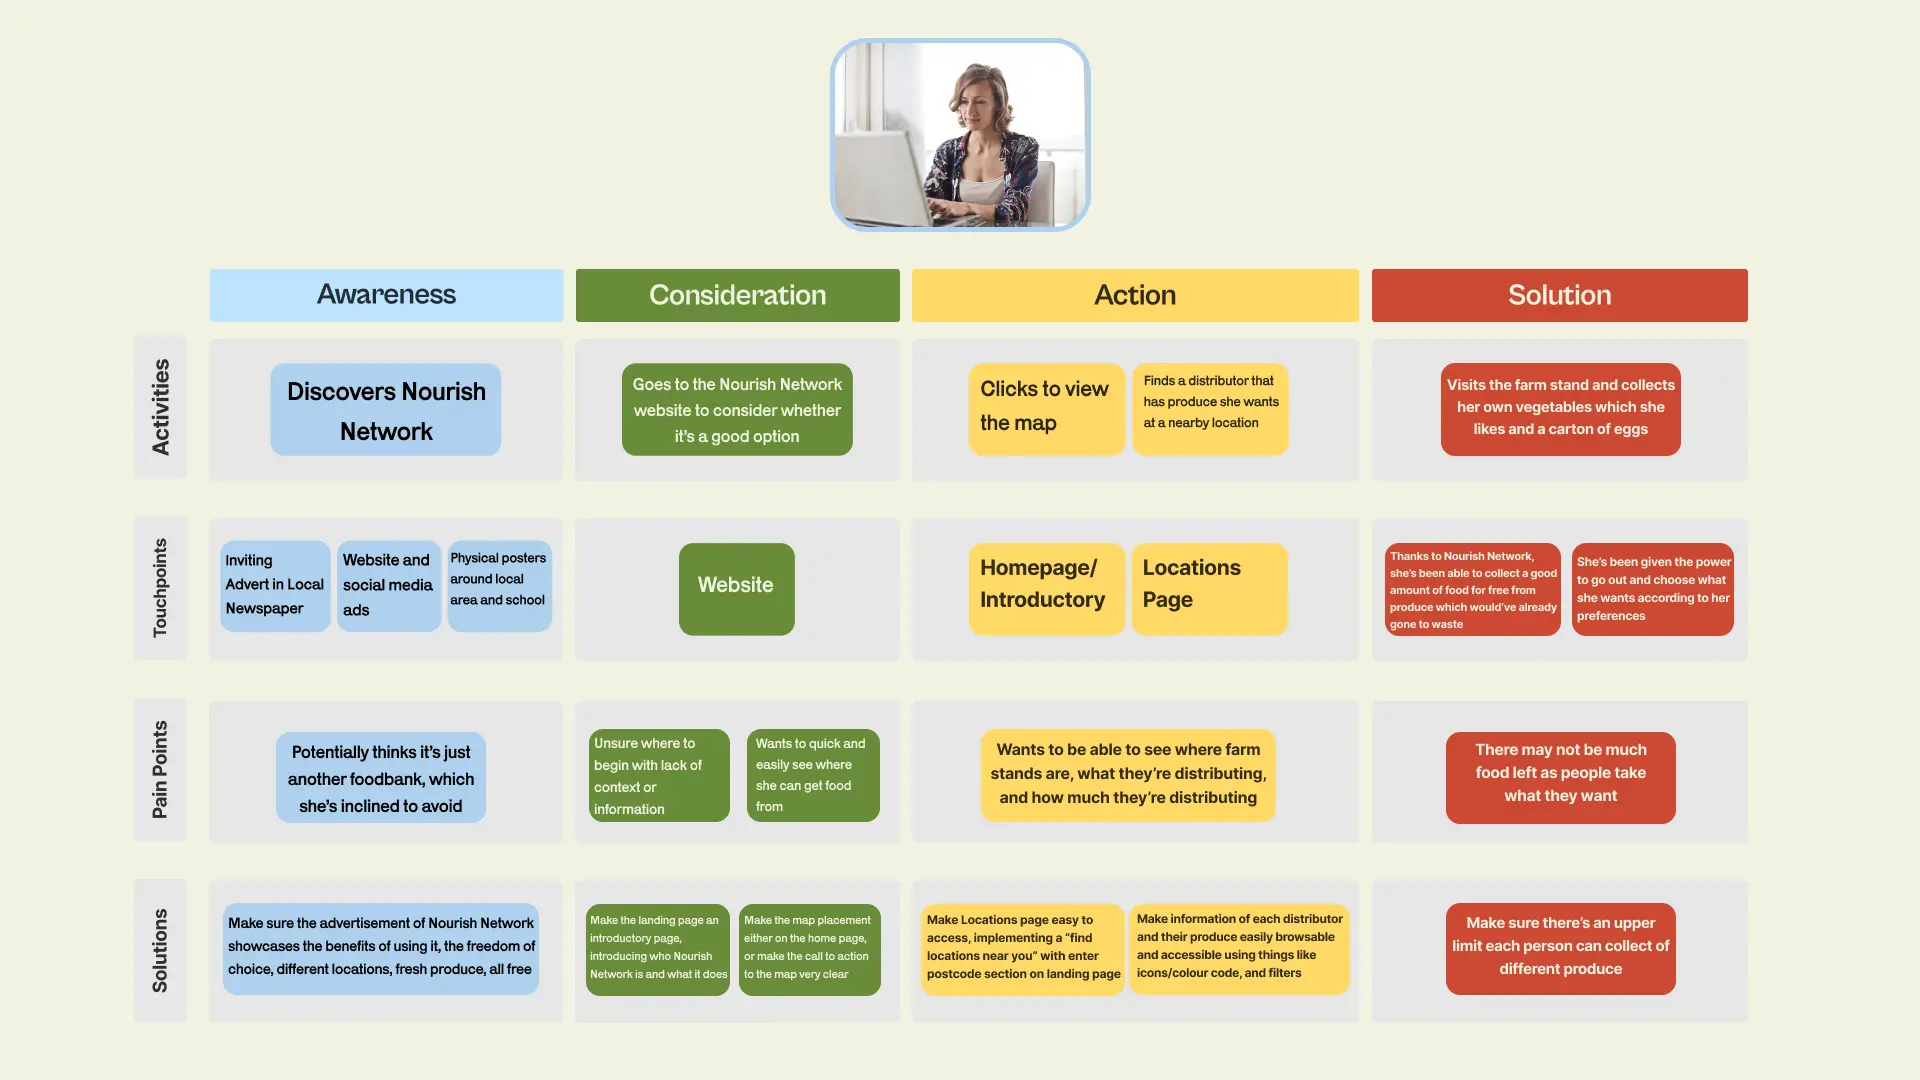 Awareness
Consideration
Action
Solution
Activities
Discovers Nourish
Network
Goes to the Nourish Network
website to consider whether
it's a good option
Clicks to view
the map
Finds a distributor that
has produce she wants
at a nearby location
Visits the farm stand and collects
her own vegetables which she
likes and a carton of eggs
Touchpoints
Inviting
Advert in Local
Newspaper
Website and
social media
ads
Physical posters
around local
area and school
Website
Homepage/
Introductory
Locations
Page
Thanks to Nourish Network,
she's been able to collect a good
amount of food for free from
produce which would've already
gone to waste
She's been given the power
to go out and choose what
she wants according to her
preferences
Pain Points
Potentially thinks it's just
another foodbank, which
she's inclined to avoid
Unsure where to
begin with lack of
context or
information
Wants to quick and
easily see where
she can get food
from
Wants to be able to see where farm
stands are, what they're distributing,
and how much they're distributing
There may not be much
food left as people take
what they want
Solutions
Make sure the advertisement of Nourish Network
showcases the benefits of using it, the freedom of
choice, different locations, fresh produce, all free
Make the landing page an
introductory page,
introducing who Nourish
Network is and what it does
Make the map placement
either on the home page,
or make the call to action
to the map very clear
Make Locations page easy to
access, implementing a "find
locations near you" with enter
postcode section on landing page
Make information of each distributor
and their produce easily browsable
and accessible using things like
icons/colour code, and filters
Make sure there's an upper
limit each person can collect of
different produce